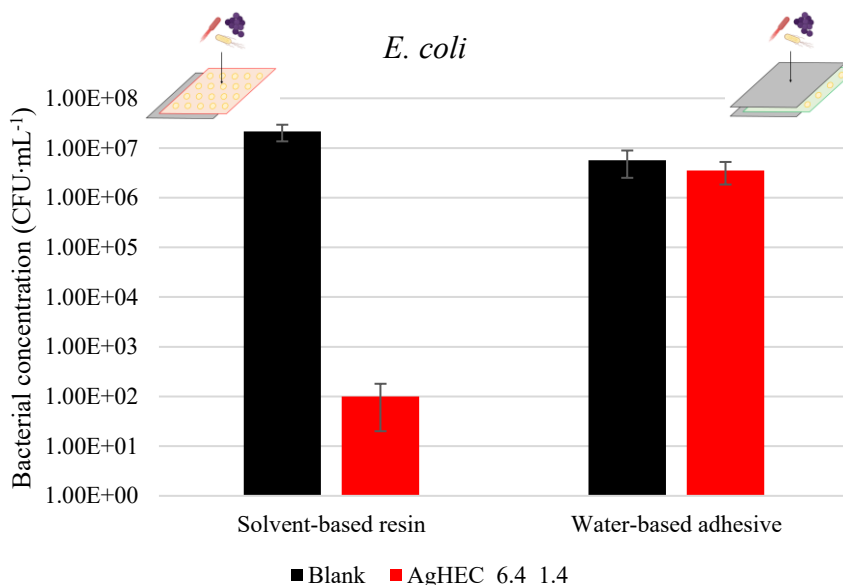 E. coli
Bacterial concentration (CFU·mL⁻¹)
1.00E+08
1.00E+07
1.00E+06
1.00E+05
1.00E+04
1.00E+03
1.00E+02
1.00E+01
1.00E+00
Solvent-based resin
Water-based adhesive
Blank
AgHEC_6.4_1.4